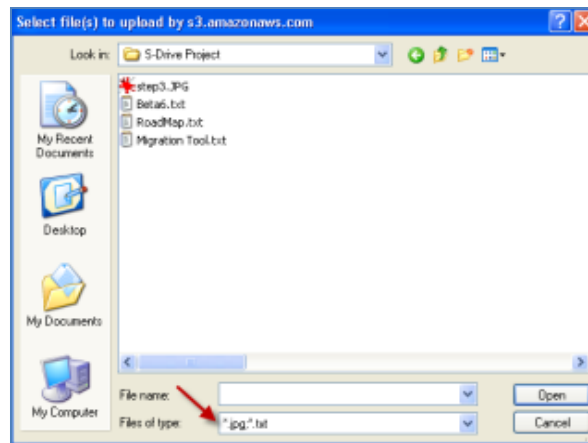 Select file(s) to upload by s3.amazonaws.com
Look in: S-Drive Project
step3.JPG
Beta6.txt
RoadMap.txt
Migration Tool.txt
My Recent
Documents
Desktop
My Documents
My Computer
File name:
Open
Files of type: *.jpg;*.txt
Cancel